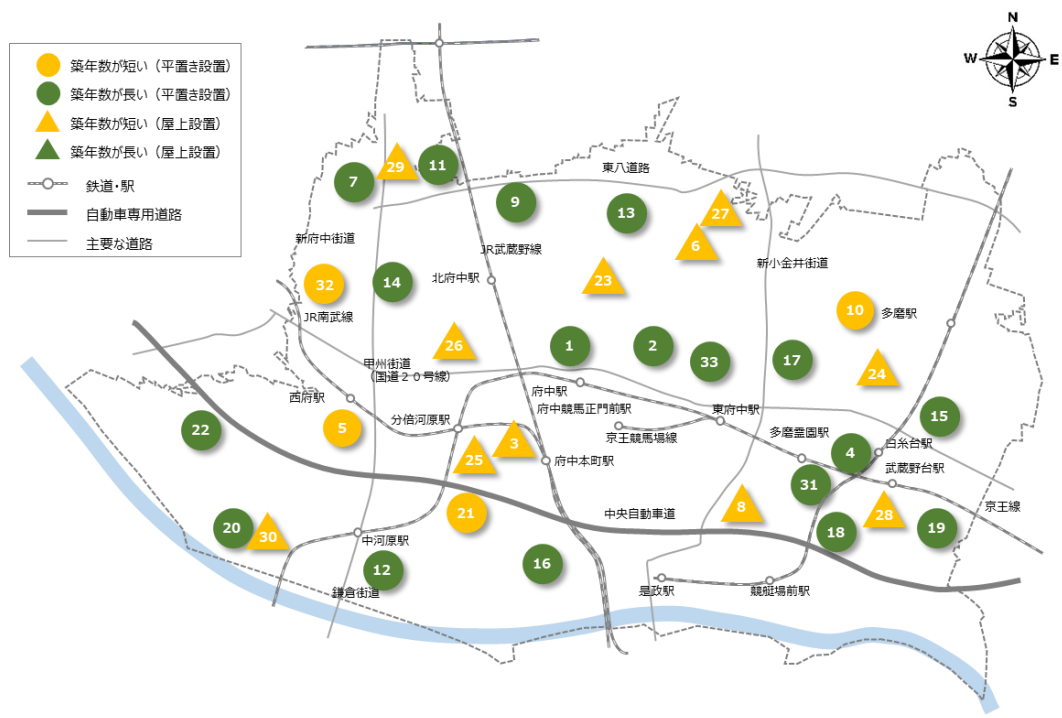 N
W E
S
築年数が短い（平置き設置）
築年数が長い（平置き設置）
築年数が短い（屋上設置）
築年数が長い（屋上設置）
鉄道・駅
自動車専用道路
主要な道路
29
11
7
東八道路
9
13
27
新府中街道
6
JR武蔵野線
新小金井街道
北府中駅
23
14
32
10
多磨駅
JR南武線
26
1
2
33
17
甲州街道
（国道２０号線）
24
府中駅
西府駅
府中競馬正門前駅
東府中駅
15
分倍河原駅
22
5
京王競馬場線
多磨霊園駅
3
4
白糸台駅
25
府中本町駅
武蔵野台駅
31
21
8
中央自動車道
28
京王線
20
30
18
19
中河原駅
12
16
鎌倉街道
是政駅
競艇場前駅